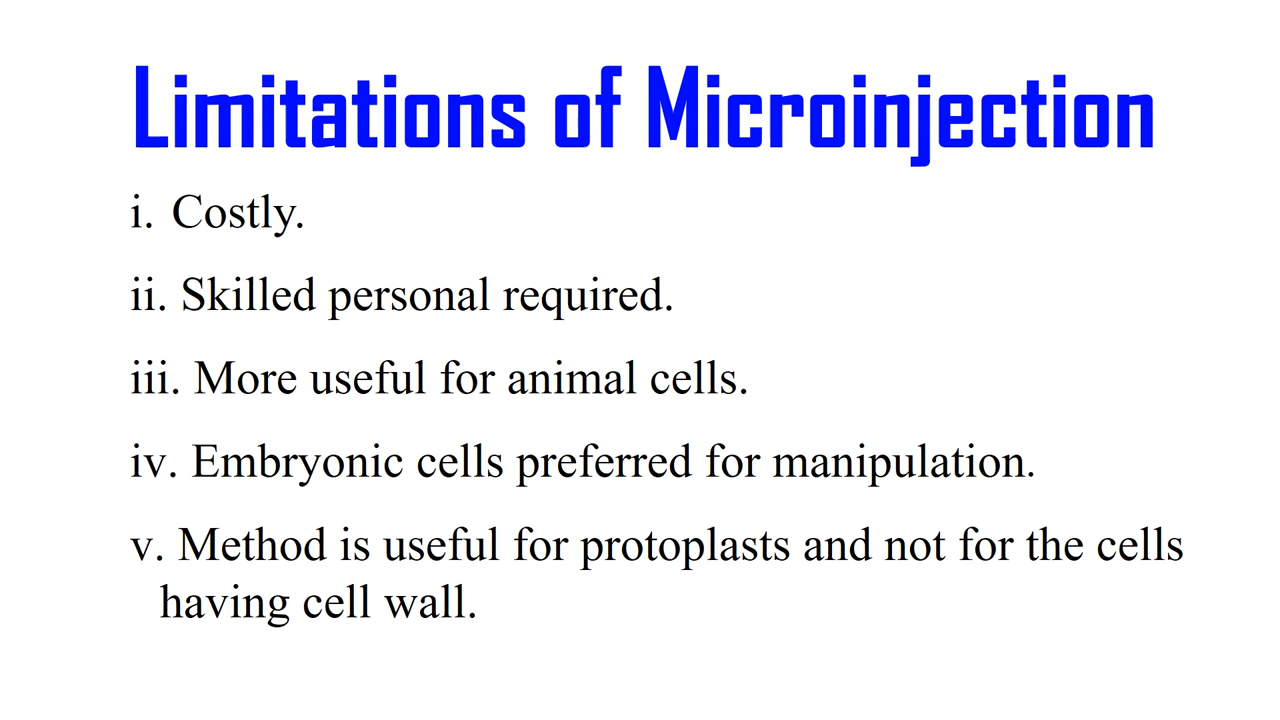 Limitations of Microinjection
i. Costly.
ii. Skilled personal required.
iii. More useful for animal cells.
iv. Embryonic cells preferred for manipulation.
v. Method is useful for protoplasts and not for the cells
having cell wall.